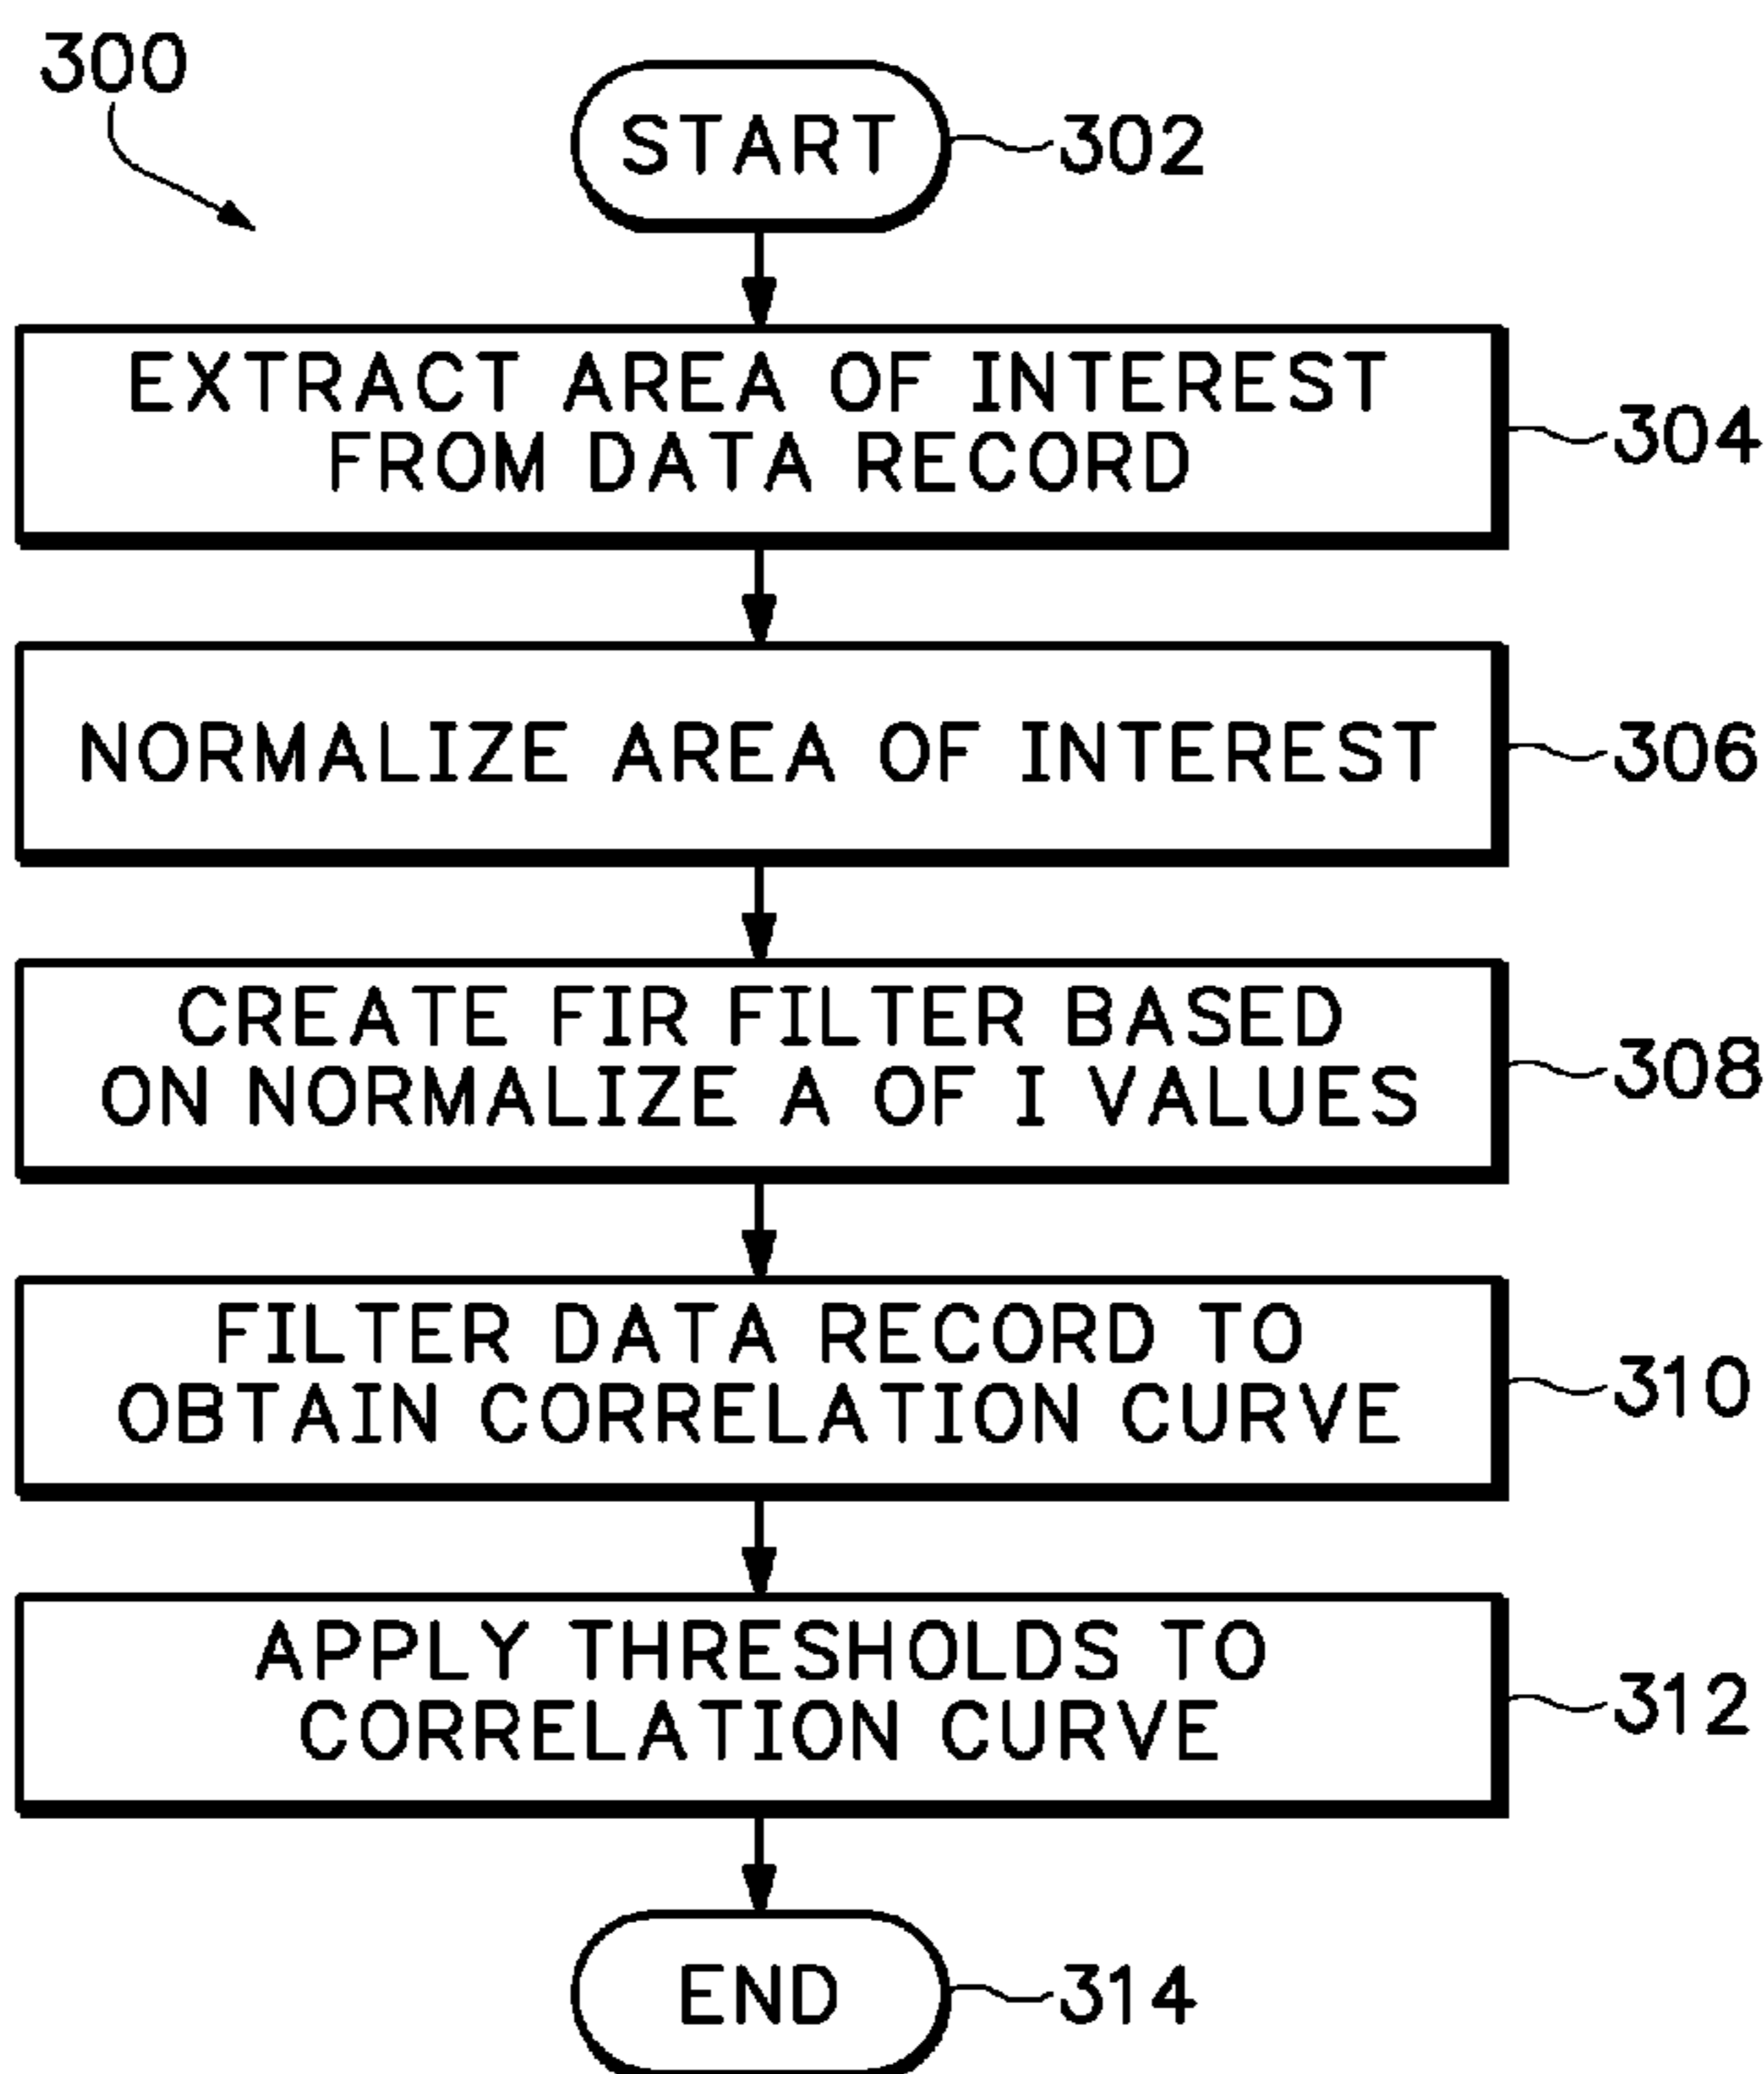 300
START
302
EXTRACT AREA OF INTEREST
FROM DATA RECORD
304
NORMALIZE AREA OF INTEREST
306
CREATE FIR FILTER BASED
ON NORMALIZE A OF I VALUES
308
FILTER DATA RECORD TO
OBTAIN CORRELATION CURVE
310
APPLY THRESHOLDS TO
CORRELATION CURVE
312
END
314